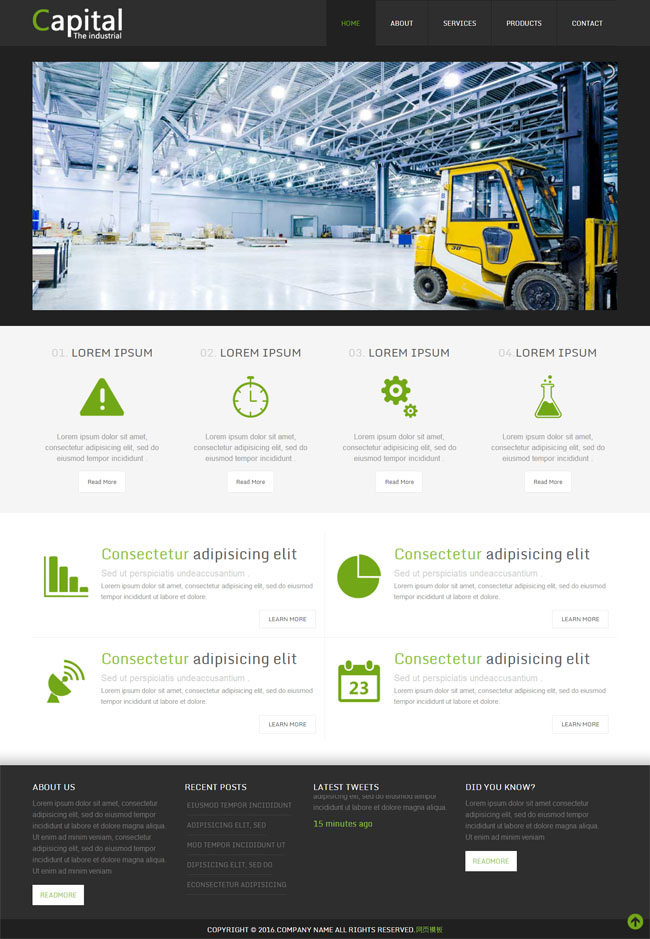 Capital
The industrial
HOME
ABOUT
SERVICES
PRODUCTS
CONTACT
30
01. LOREM IPSUM
02. LOREM IPSUM
03. LOREM IPSUM
04.LOREM IPSUM
Lorem ipsum dolor sit amet,
consectetur adipisicing elit, sed do
eiusmod tempor incididunt .
Read More
Lorem ipsum dolor sit amet,
consectetur adipisicing elit, sed do
eiusmod tempor incididunt .
Read More
Lorem ipsum dolor sit amet,
consectetur adipisicing elit, sed do
eiusmod tempor incididunt .
Read More
Lorem ipsum dolor sit amet,
consectetur adipisicing elit, sed do
eiusmod tempor incididunt .
Read More
Consectetur adipisicing elit
Sed ut perspiciatis undeaccusantium .
Lorem ipsum dolor sit amet, consectetur adipisicing elit, sed do eiusmod
tempor incididunt ut labore et dolore.
LEARN MORE
Consectetur adipisicing elit
Sed ut perspiciatis undeaccusantium .
Lorem ipsum dolor sit amet, consectetur adipisicing elit, sed do eiusmod
tempor incididunt ut labore et dolore.
LEARN MORE
Consectetur adipisicing elit
Sed ut perspiciatis undeaccusantium .
Lorem ipsum dolor sit amet, consectetur adipisicing elit, sed do eiusmod
tempor incididunt ut labore et dolore.
LEARN MORE
23
Consectetur adipisicing elit
Sed ut perspiciatis undeaccusantium .
Lorem ipsum dolor sit amet, consectetur adipisicing elit, sed do eiusmod
tempor incididunt ut labore et dolore.
LEARN MORE
ABOUT US
Lorem ipsum dolor sit amet, consectetur
adipisicing elit, sed do eiusmod tempor
incididunt ut labore et dolore magna aliqua.
Ut enim ad minim veniam, consectetur
adipisicing elit, sed do eiusmod tempor
incididunt ut labore et dolore magna aliqua.
Ut enim ad minim veniam
READMORE
RECENT POSTS
EIUSMOD TEMPOR INCIDIDUNT
ADIPISICING ELIT, SED
MOD TEMPOR INCIDIDUNT UT
DIPISICING ELIT, SED DO
ECONSECTETUR ADIPISICING
LATEST TWEETS
adipisicing elit, sed do eiusmod tempor
incididunt ut labore et dolore magna aliqua.
15 minutes ago
DID YOU KNOW?
Lorem ipsum dolor sit amet consectetur
adipisicing elit, sed do eiusmod tempor
incididunt ut labore et dolore magna aliqua.
Ut enim ad minim veniam.
READMORE
COPYRIGHT © 2016.COMPANY NAME ALL RIGHTS RESERVED.网页模板